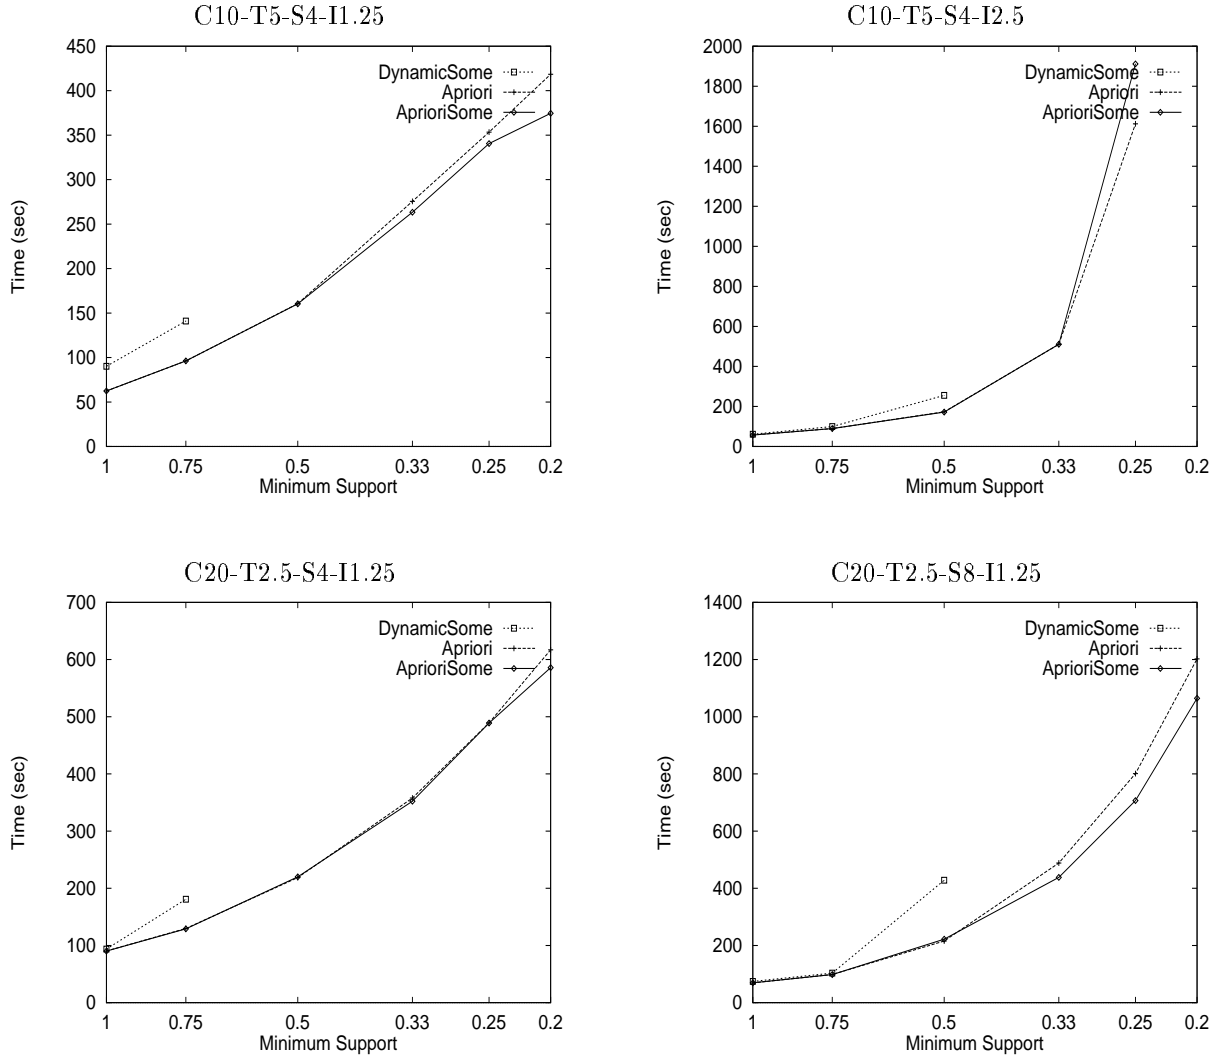 C10-T5-S4-I1.25
450
400
350
300
250
200
150
100
50
0
Time (sec)
DynamicSome
Apriori
AprioriSome
1 0.75 0.5 0.33 0.25 0.2
Minimum Support
C10-T5-S4-I2.5
2000
1800
1600
1400
1200
1000
800
600
400
200
0
Time (sec)
DynamicSome
Apriori
AprioriSome
1 0.75 0.5 0.33 0.25 0.2
Minimum Support
C20-T2.5-S4-I1.25
700
600
500
400
300
200
100
0
Time (sec)
DynamicSome
Apriori
AprioriSome
1 0.75 0.5 0.33 0.25 0.2
Minimum Support
C20-T2.5-S8-I1.25
1400
1200
1000
800
600
400
200
0
Time (sec)
DynamicSome
Apriori
AprioriSome
1 0.75 0.5 0.33 0.25 0.2
Minimum Support